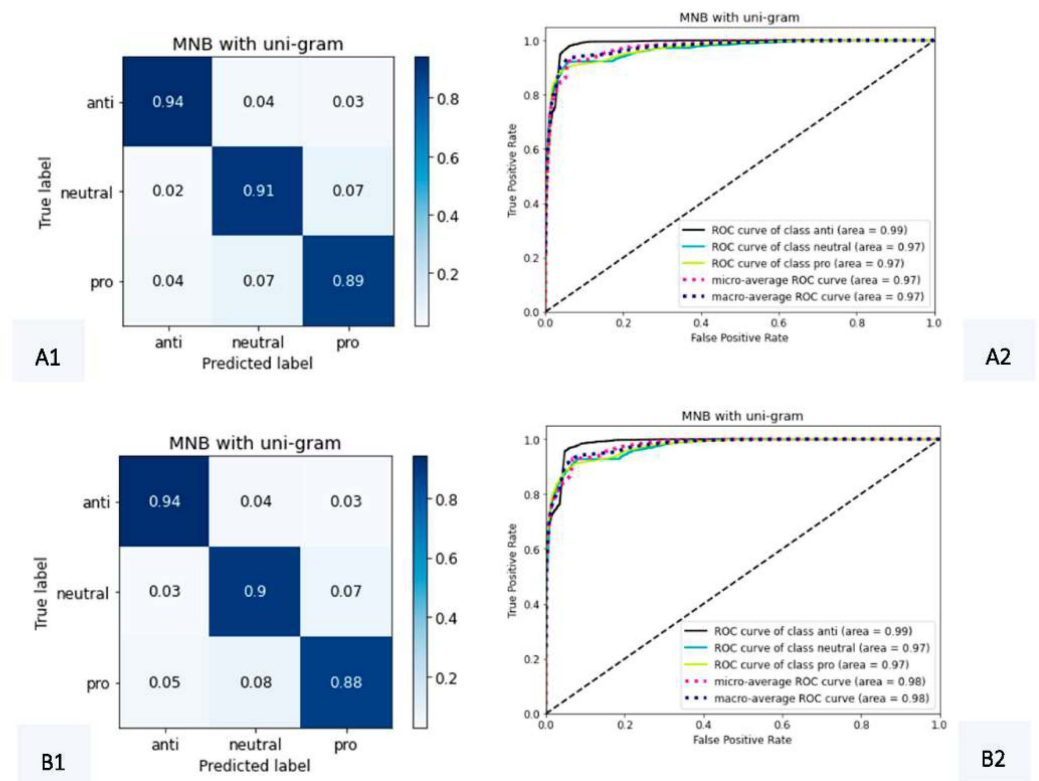 MNB with uni-gram
anti
neutral
pro
True label
0.94 0.04 0.03
0.02 0.91 0.07
0.04 0.07 0.89
anti neutral pro
Predicted label
0.8
0.6
0.4
0.2
A1
MNB with uni-gram
True Positive Rate
1.0
0.8
0.6
0.4
0.2
0.0
ROC curve of class anti (area = 0.99)
ROC curve of class neutral (area = 0.97)
ROC curve of class pro (area = 0.97)
micro-average ROC curve (area = 0.97)
macro-average ROC curve (area = 0.97)
0.0 0.2 0.4 0.6 0.8 1.0
False Positive Rate
A2
MNB with uni-gram
anti
neutral
pro
True label
0.94 0.04 0.03
0.03 0.9 0.07
0.05 0.08 0.88
anti neutral pro
Predicted label
0.8
0.6
0.4
0.2
B1
MNB with uni-gram
True Positive Rate
1.0
0.8
0.6
0.4
0.2
0.0
ROC curve of class anti (area = 0.99)
ROC curve of class neutral (area = 0.97)
ROC curve of class pro (area = 0.97)
micro-average ROC curve (area = 0.98)
macro-average ROC curve (area = 0.98)
0.0 0.2 0.4 0.6 0.8 1.0
False Positive Rate
B2